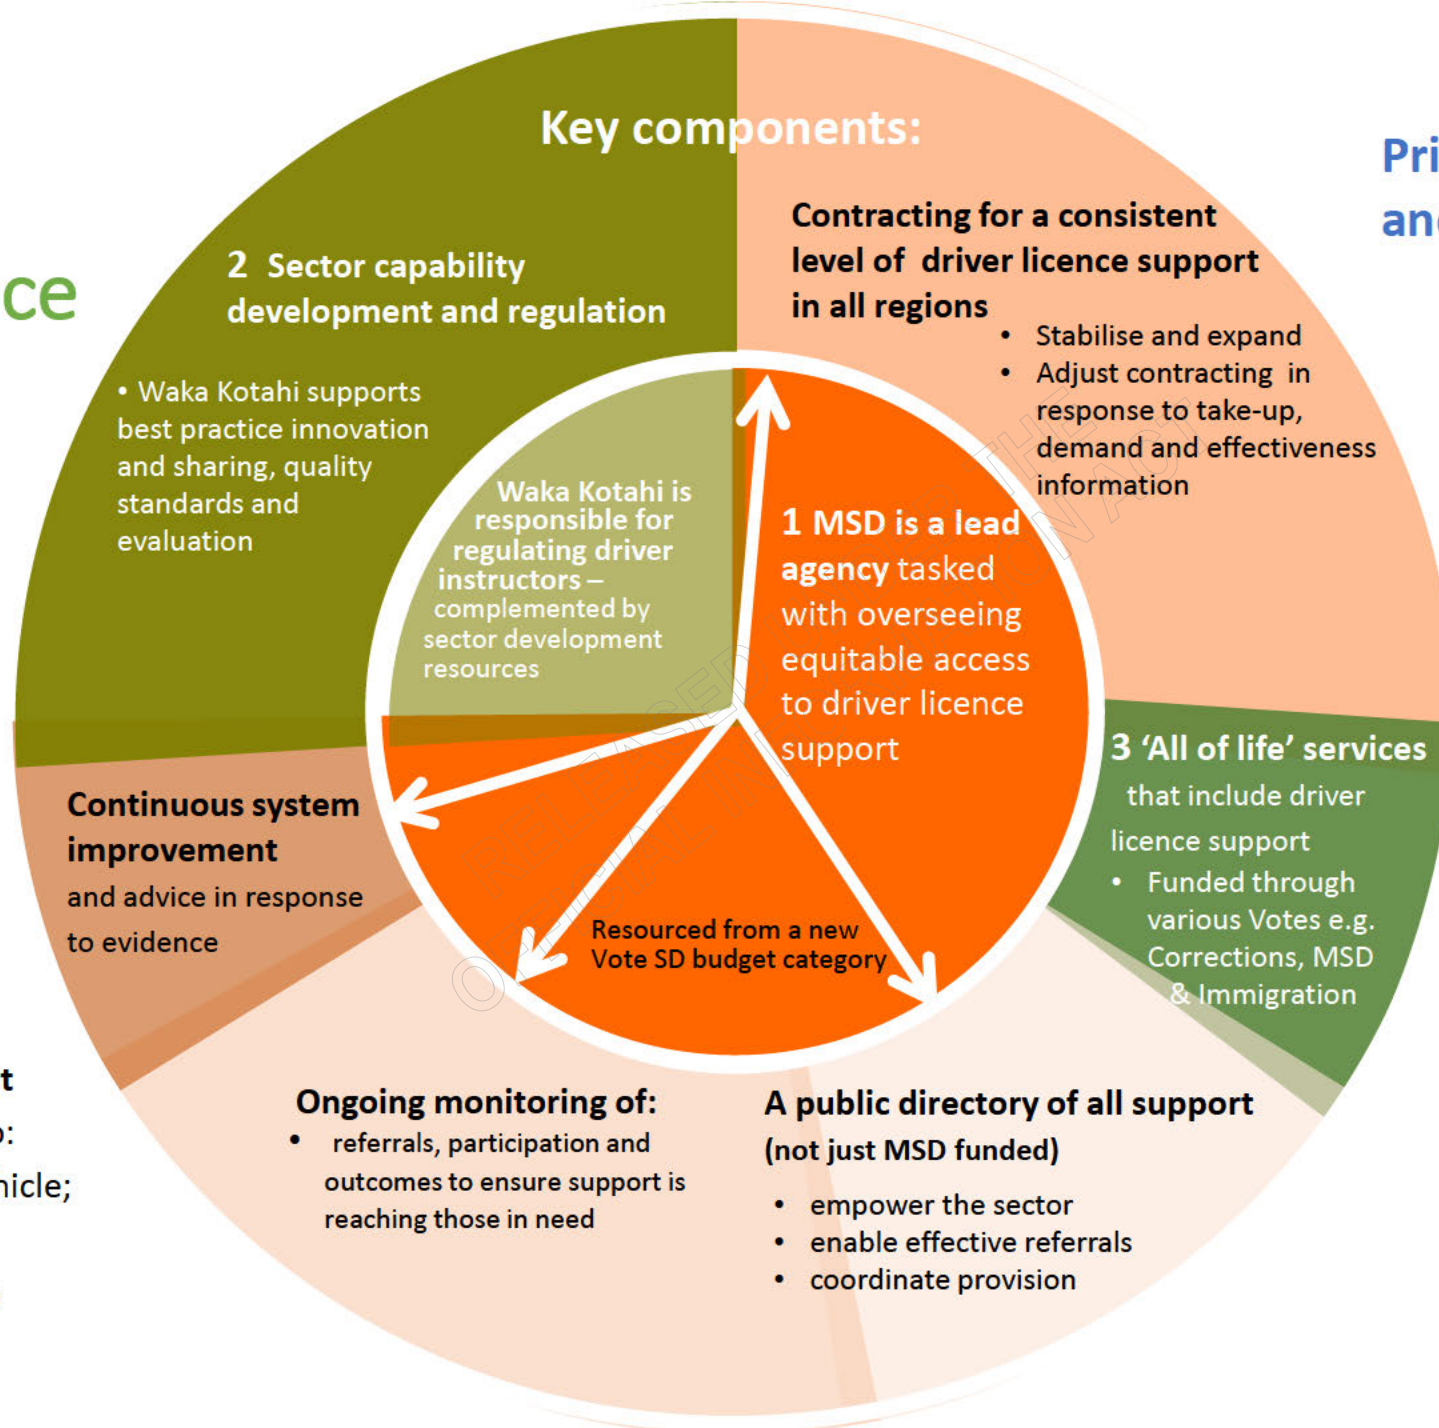 Key components:
Pri
and
ce
2 Sector capability
development and regulation
• Waka Kotahi supports
best practice innovation
and sharing, quality
standards and
evaluation
Contracting for a consistent
level of driver licence support
in all regions
• Stabilise and expand
• Adjust contracting in
response to take-up,
demand and effectiveness
information
Waka Kotahi is
responsible for
regulating driver
instructors –
complemented by
sector development
resources
1 MSD is a lead
agency tasked
with overseeing
equitable access
to driver licence
support
Resourced from a new
Vote SD budget category
3 ‘All of life’ services
that include driver
licence support
• Funded through
various Votes e.g.
Corrections, MSD
& Immigration
Continuous system
improvement
and advice in response
to evidence
t
o:
nicle;
Ongoing monitoring of:
• referrals, participation and
outcomes to ensure support is
reaching those in need
A public directory of all support
(not just MSD funded)
• empower the sector
• enable effective referrals
• coordinate provision
RELEASED
THE
ACT